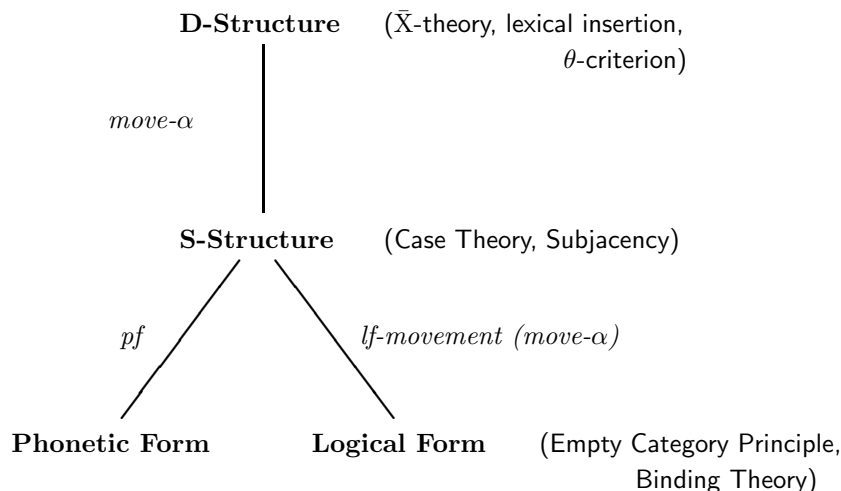 D-Structure (X̄-theory, lexical insertion,
θ-criterion)
move-α
S-Structure (Case Theory, Subjacency)
pf lf-movement (move-α)
Phonetic Form Logical Form (Empty Category Principle,
Binding Theory)